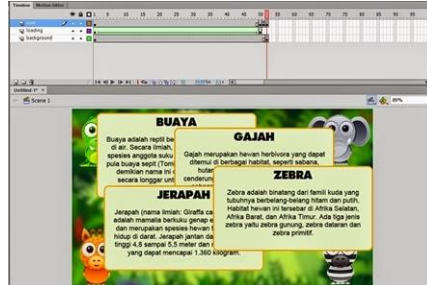 Timeline Motion Editor
loading
background
Untitled-1*
Scene 1
BUAYA
Buaya adalah reptil be
di air. Secara ilmiah,
spesies anggota suku
pula buaya sepit (Tom
demikian nama ini
secara longgar unt
GAJAH
Gajah merupakan hewan herbivora yang dapat
ditemui di berbagai habitat, seperti sabana,
hutan
cenderung
JERAPAH
Jerapah (nama ilmiah: Giraffa ca
adalah mamalia berkuku genap e
dan merupakan spesies hewan t
hidup di darat. Jerapah jantan da
tinggi 4,8 sampai 5,5 meter dan
yang dapat mencapai 1.360 kilogram.
ZEBRA
Zebra adalah binatang dari famili kuda yang
tubuhnya berbelang-belang hitam dan putih.
Habitat hewan ini tersebar di Afrika Selatan,
Afrika Barat, dan Afrika Timur. Ada tiga jenis
zebra yaitu zebra gunung, zebra dataran dan
zebra primitif.